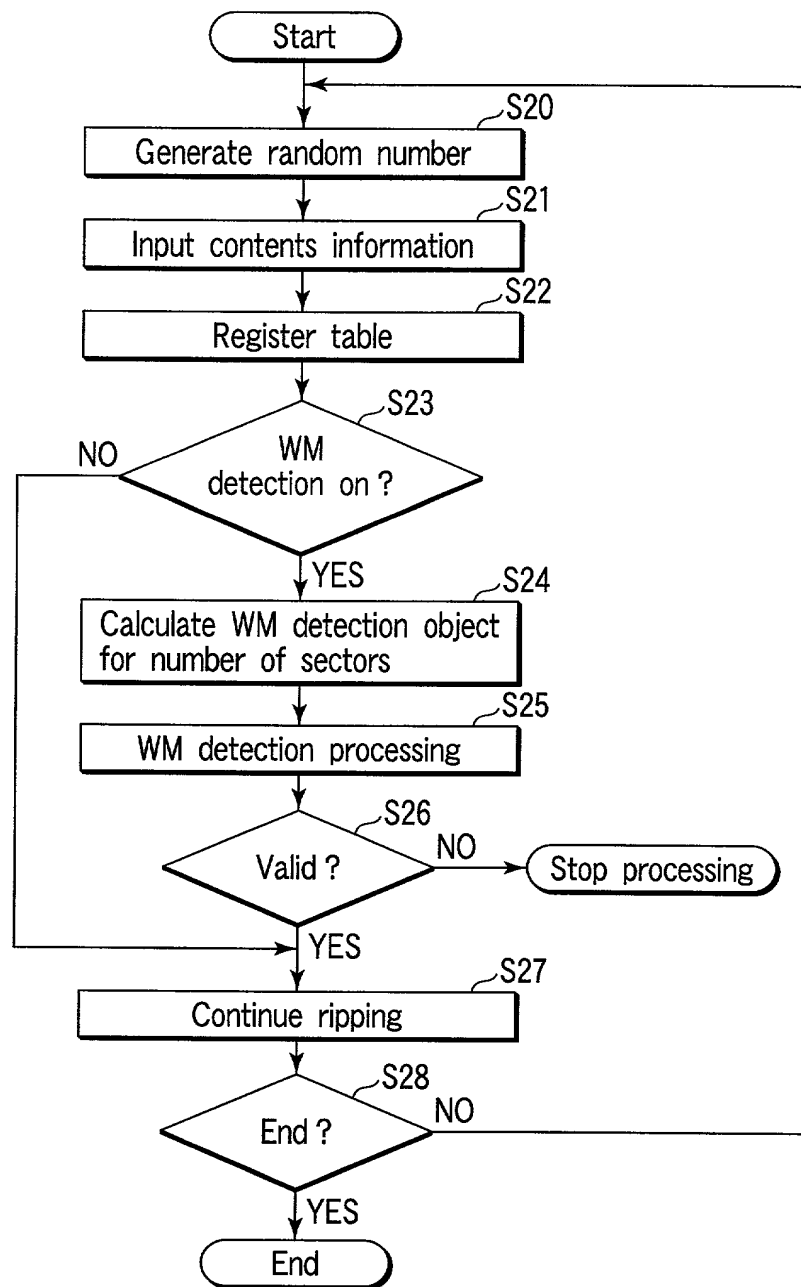 Start
S20
Generate random number
S21
Input contents information
S22
Register table
S23
NO
WM
detection on ?
YES
S24
Calculate WM detection object
for number of sectors
S25
WM detection processing
S26
Valid ?
NO
Stop processing
YES
S27
Continue ripping
S28
End ?
NO
YES
End